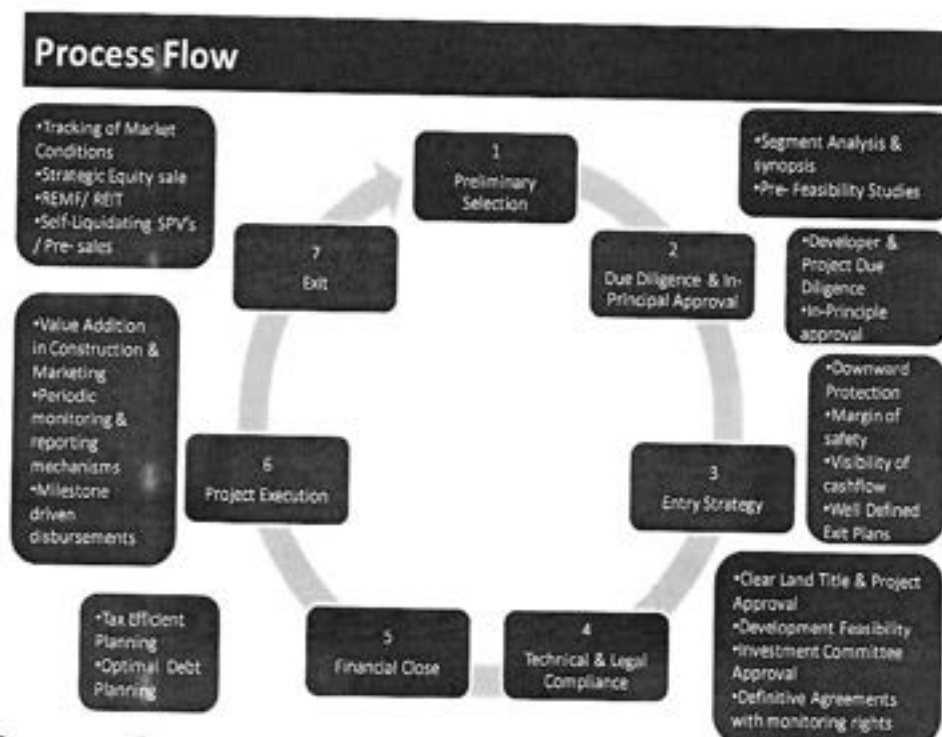 Process Flow
1
Preliminary
Selection
•Segment Analysis &
synopsis
•Pre- Feasibility Studies
2
Due Diligence & In-
Principal Approval
•Developer &
Project Due
Diligence
•In-Principle
approval
3
Entry Strategy
•Downward
Protection
•Margin of
safety
•Visibility of
cashflow
•Well Defined
Exit Plans
4
Technical & Legal
Compliance
•Clear Land Title & Project
Approval
•Development Feasibility
•Investment Committee
Approval
•Definitive Agreements
with monitoring rights
5
Financial Close
•Tax Efficient
Planning
•Optimal Debt
Planning
6
Project Execution
•Value Addition
in Construction &
Marketing
•Periodic
monitoring &
reporting
mechanisms
•Milestone
driven
disbursements
7
Exit
•Tracking of Market
Conditions
•Strategic Equity sale
•REMF/ REIT
•Self-Liquidating SPV's
/ Pre- sales